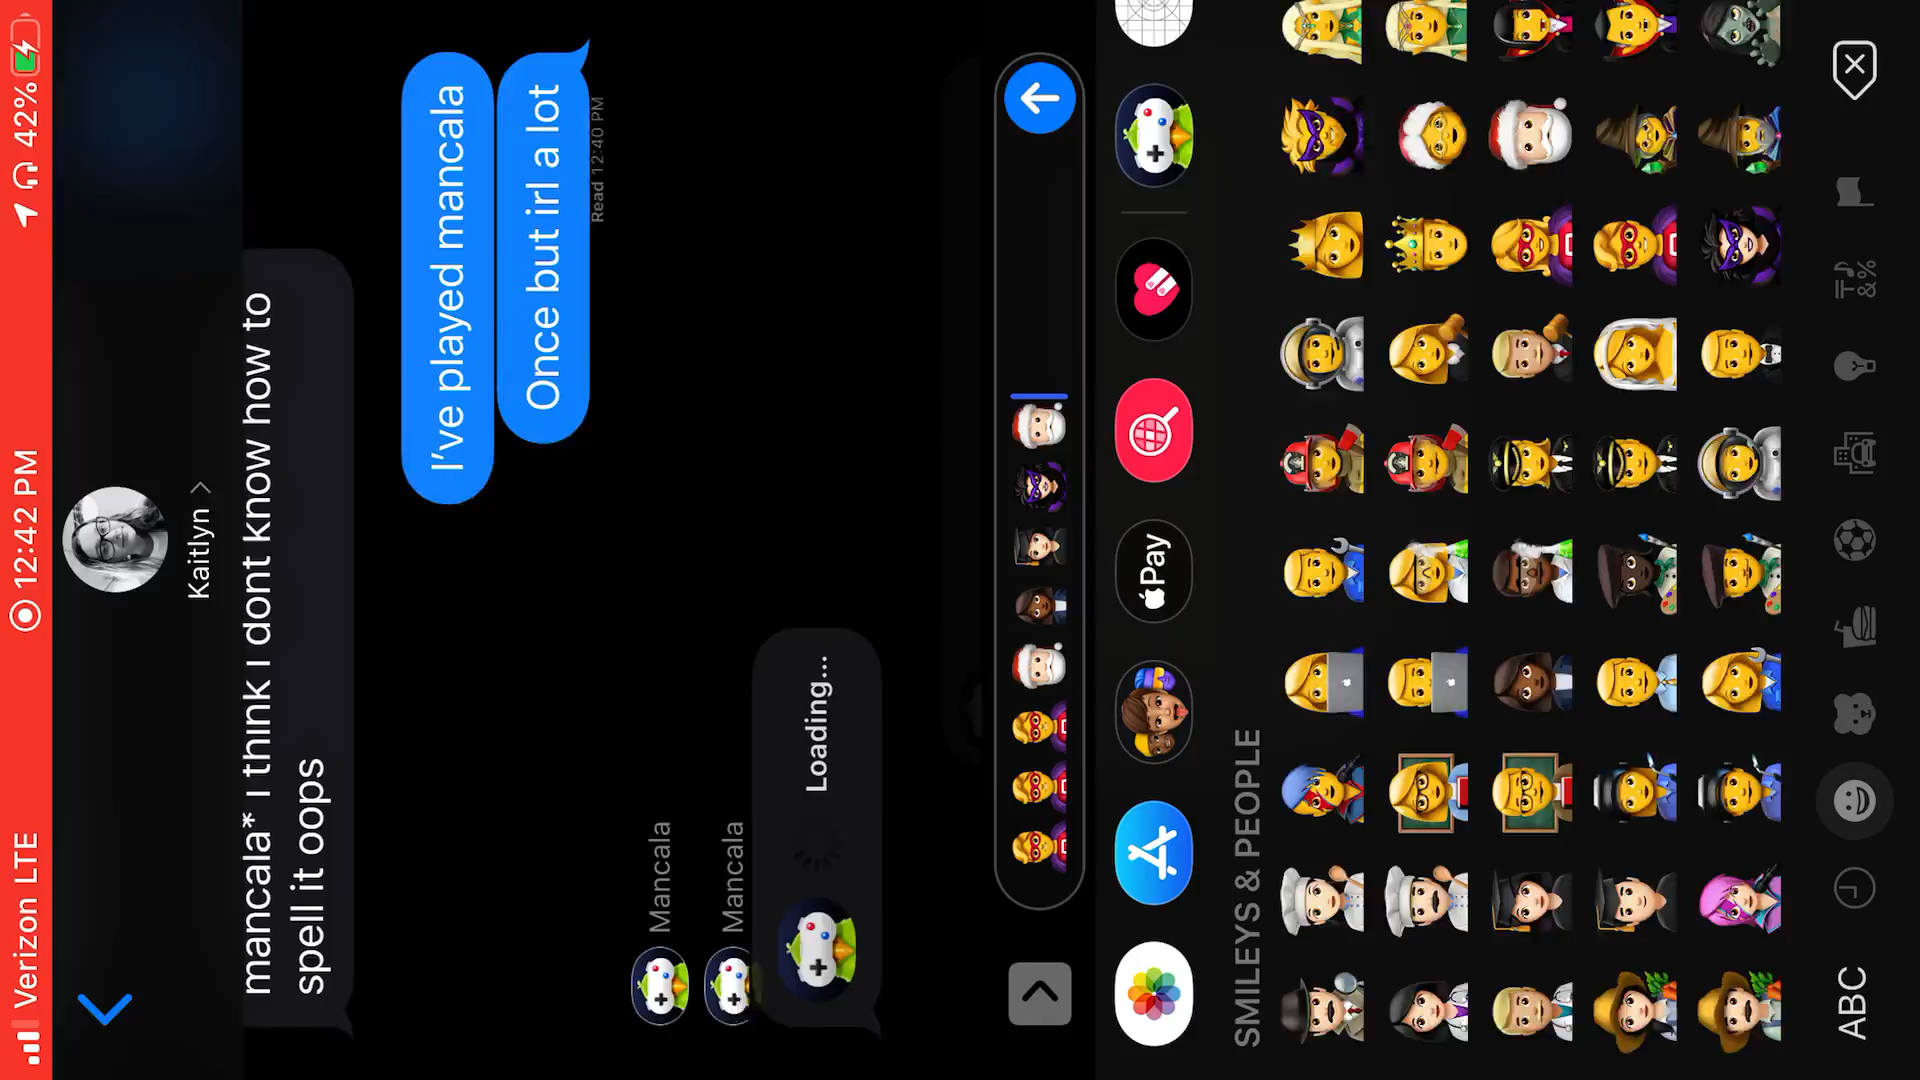 Verizon LTE 12:42 PM 42%
Kaitlyn >
mancala* I think I dont know how to
spell it oops
I've played mancala
Once but irl a lot
Read 12:40 PM
Mancala
Mancala
Loading...
Pay
SMILEYS & PEOPLE
ABC